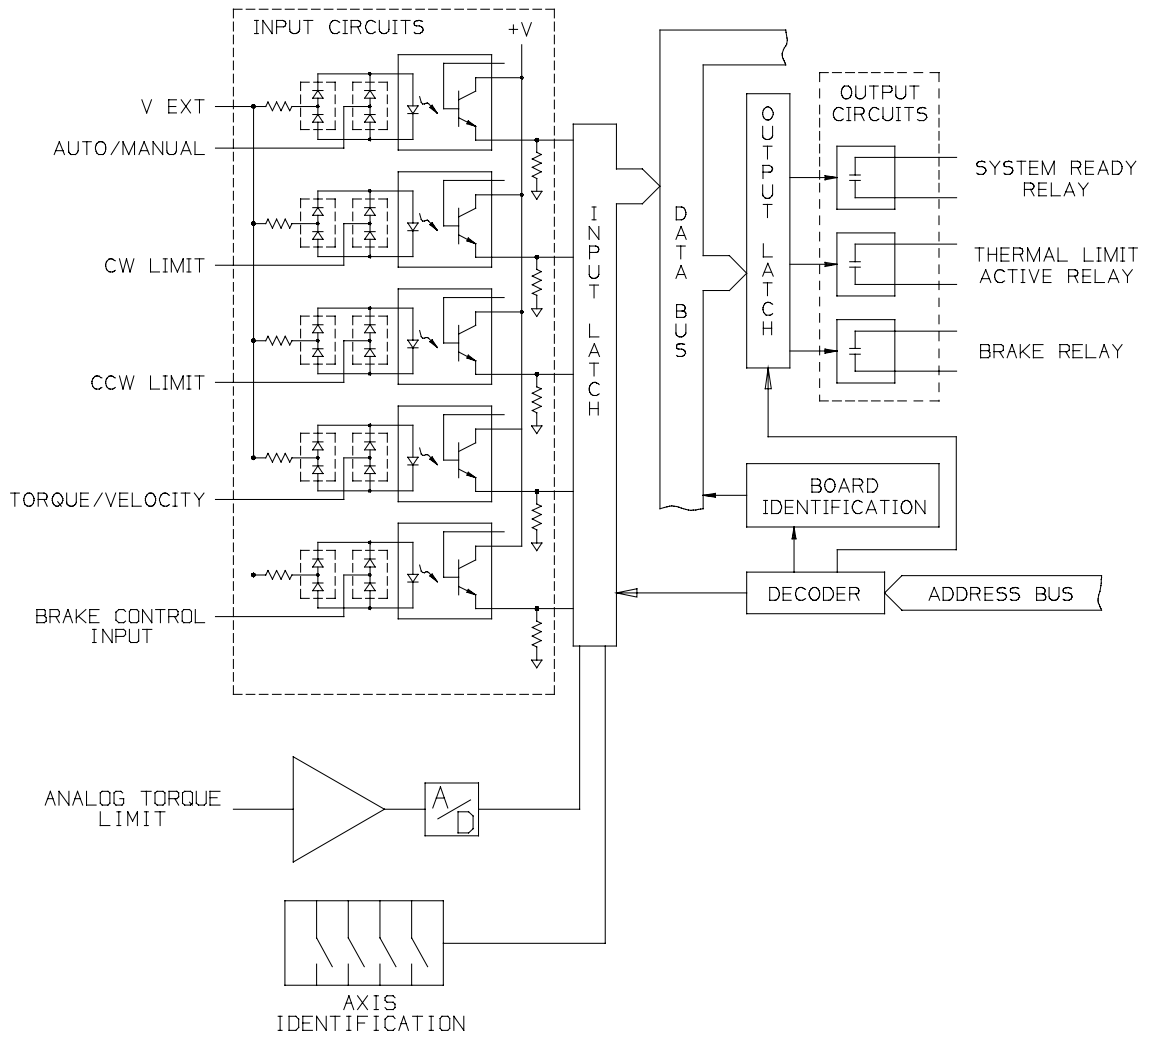 INPUT CIRCUITS
+V
V EXT
AUTO/MANUAL
CW LIMIT
CCW LIMIT
TORQUE/VELOCITY
BRAKE CONTROL
INPUT
INPUT LATCH
DATA BUS
OUTPUT LATCH
OUTPUT
CIRCUITS
SYSTEM READY
RELAY
THERMAL LIMIT
ACTIVE RELAY
BRAKE RELAY
BOARD
IDENTIFICATION
DECODER
ADDRESS BUS
ANALOG TORQUE
LIMIT
A/D
AXIS
IDENTIFICATION